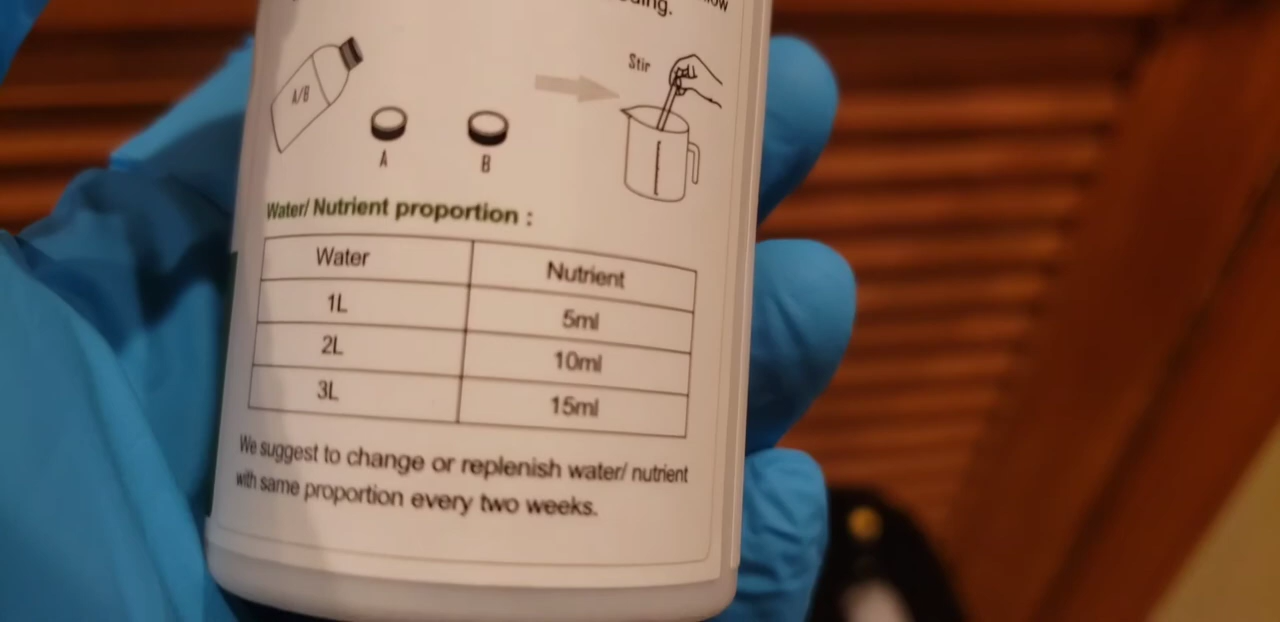 Stir
A/B
A B
Water/ Nutrient proportion :
Water Nutrient
1L 5ml
2L 10ml
3L 15ml
We suggest to change or replenish water/ nutrient
with same proportion every two weeks.